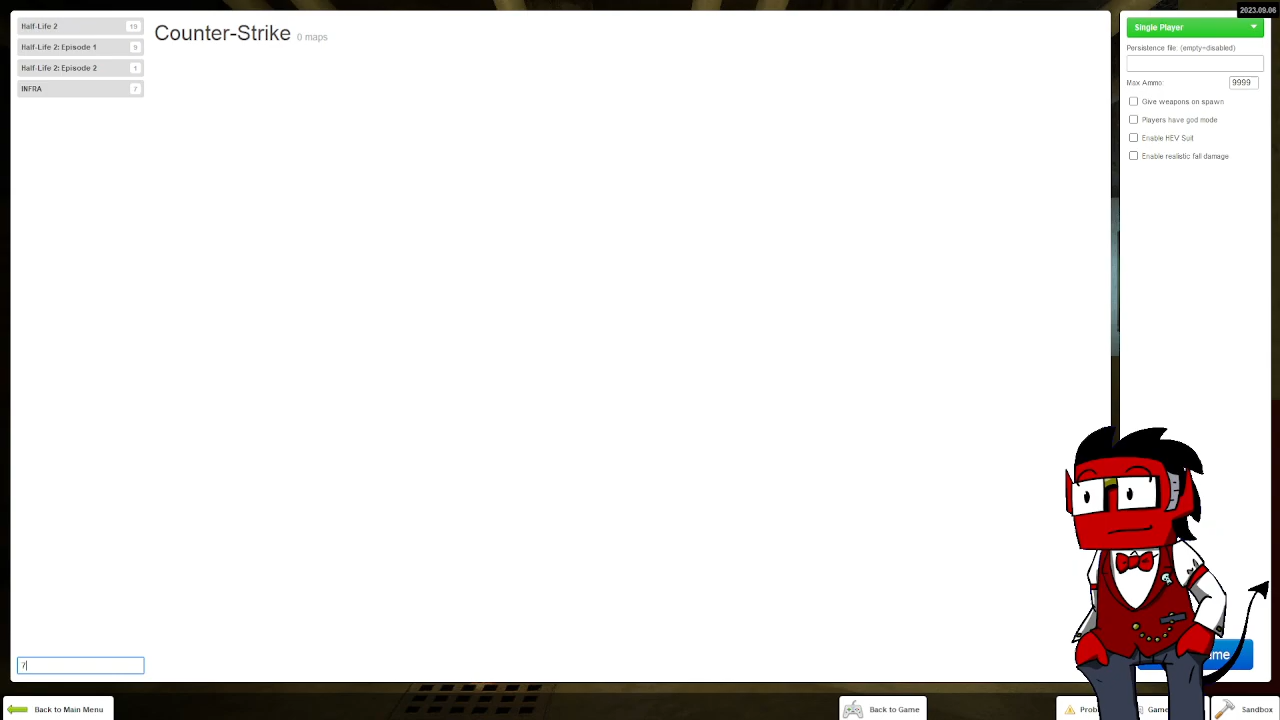 2023.09.06
Half-Life 2 19
Half-Life 2: Episode 1 9
Half-Life 2: Episode 2 1
INFRA 7
Counter-Strike 0 maps
Single Player
Persistence file: (empty=disabled)
Max Ammo: 9999
Give weapons on spawn
Players have god mode
Enable HEV Suit
Enable realistic fall damage
7
Back to Main Menu
Back to Game
Sandbox